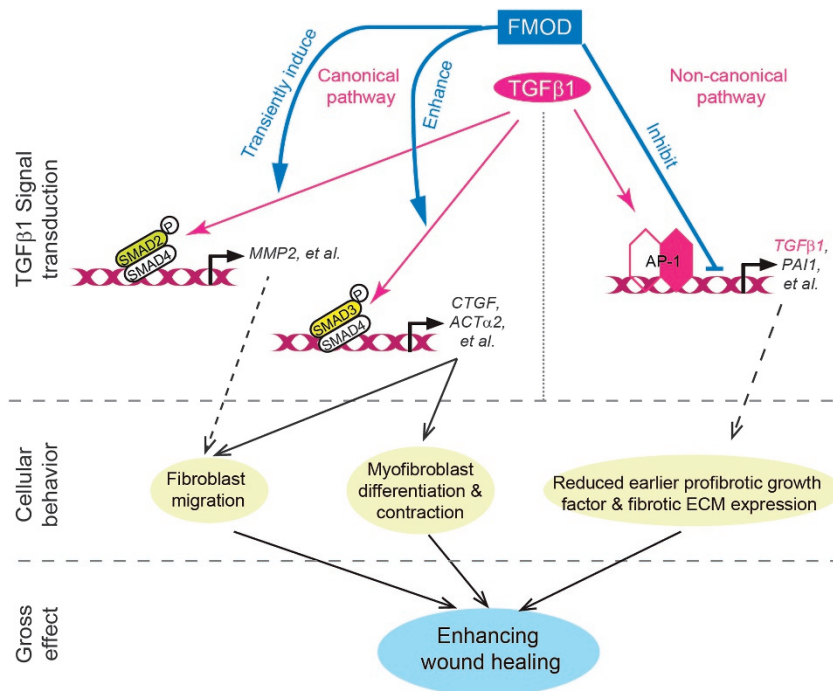 FMOD
Transiently induce
Canonical
pathway
Enhance
TGFβ1
Non-canonical
pathway
Inhibit
TGFβ1 Signal
transduction
P
SMAD2
SMAD4
MMP2, et al.
P
SMAD3
SMAD4
CTGF,
ACTα2,
et al.
AP-1
TGFβ1,
PAI1,
et al.
Cellular
behavior
Fibroblast
migration
Myofibroblast
differentiation &
contraction
Reduced earlier profibrotic growth
factor & fibrotic ECM expression
Gross
effect
Enhancing
wound healing